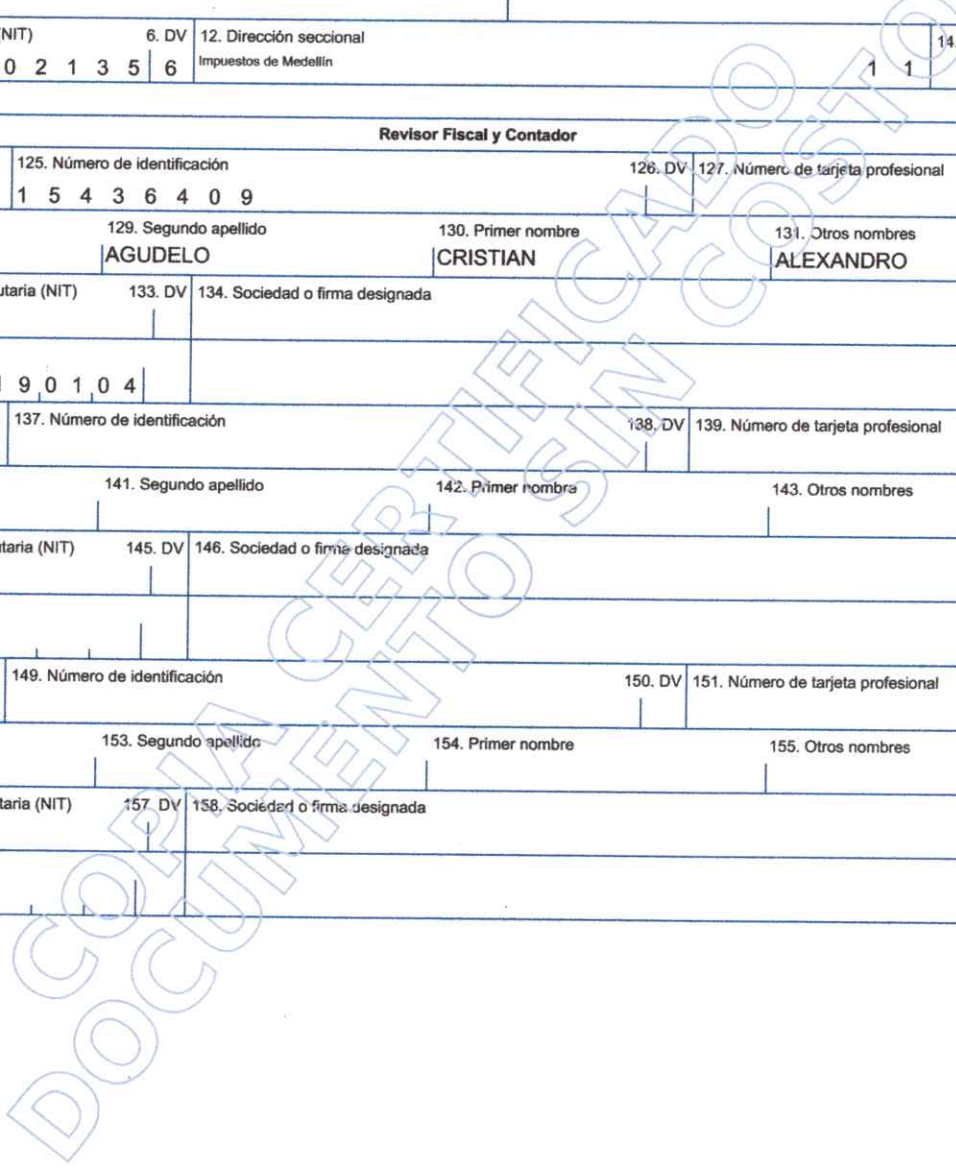 (NIT) 6. DV 12. Dirección seccional 14.
0 2 1 3 5 6 Impuestos de Medellín 1 1
Revisor Fiscal y Contador
125. Número de identificación 126. DV 127. Número de tarjeta profesional
1 5 4 3 6 4 0 9
129. Segundo apellido 130. Primer nombre 131. Otros nombres
AGUDELO CRISTIAN ALEXANDRO
utaria (NIT) 133. DV 134. Sociedad o firma designada
9 0 1 0 4
137. Número de identificación 138. DV 139. Número de tarjeta profesional
141. Segundo apellido 142. Primer nombre 143. Otros nombres
taria (NIT) 145. DV 146. Sociedad o firma designada
149. Número de identificación 150. DV 151. Número de tarjeta profesional
153. Segundo apellido 154. Primer nombre 155. Otros nombres
taria (NIT) 157. DV 158. Sociedad o firma designada
COPIA CERTIFICADO
DOCUMENTO SIN COSTO